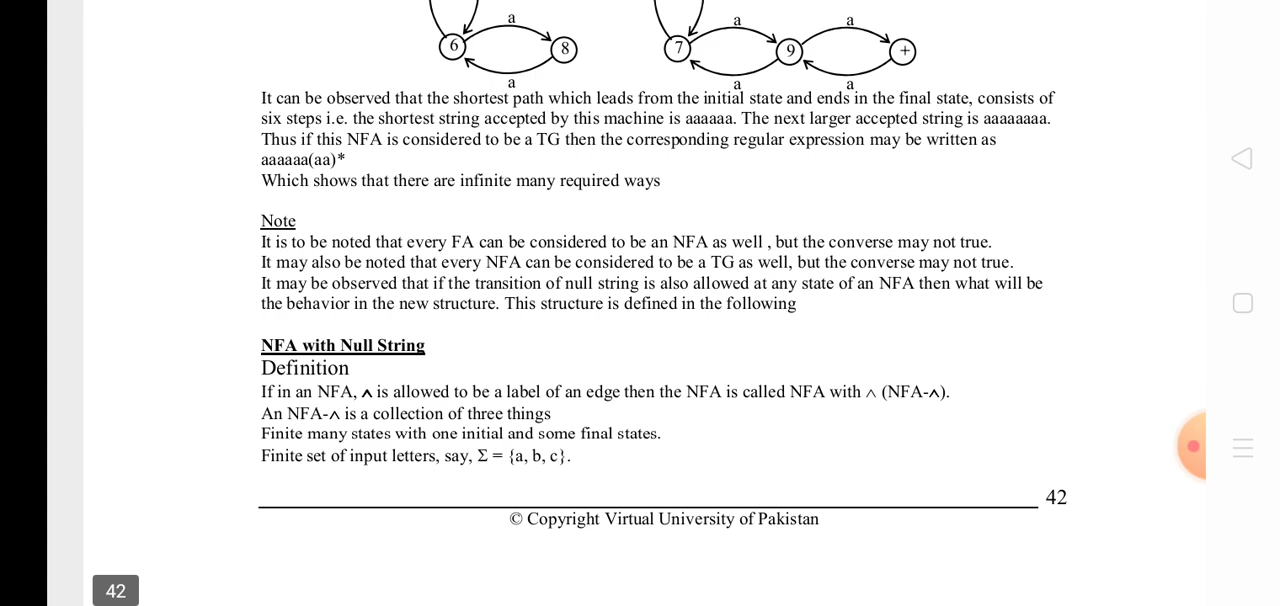 a
a
a
6
8
7
9
+
a
a
a
It can be observed that the shortest path which leads from the initial state and ends in the final state, consists of
six steps i.e. the shortest string accepted by this machine is aaaaaa. The next larger accepted string is aaaaaaaa.
Thus if this NFA is considered to be a TG then the corresponding regular expression may be written as
aaaaaa(aa)*
Which shows that there are infinite many required ways
Note
It is to be noted that every FA can be considered to be an NFA as well , but the converse may not true.
It may also be noted that every NFA can be considered to be a TG as well, but the converse may not true.
It may be observed that if the transition of null string is also allowed at any state of an NFA then what will be
the behavior in the new structure. This structure is defined in the following
NFA with Null String
Definition
If in an NFA, ʌ is allowed to be a label of an edge then the NFA is called NFA with ʌ (NFA-ʌ).
An NFA-ʌ is a collection of three things
Finite many states with one initial and some final states.
Finite set of input letters, say, Σ = {a, b, c}.
42
© Copyright Virtual University of Pakistan
42